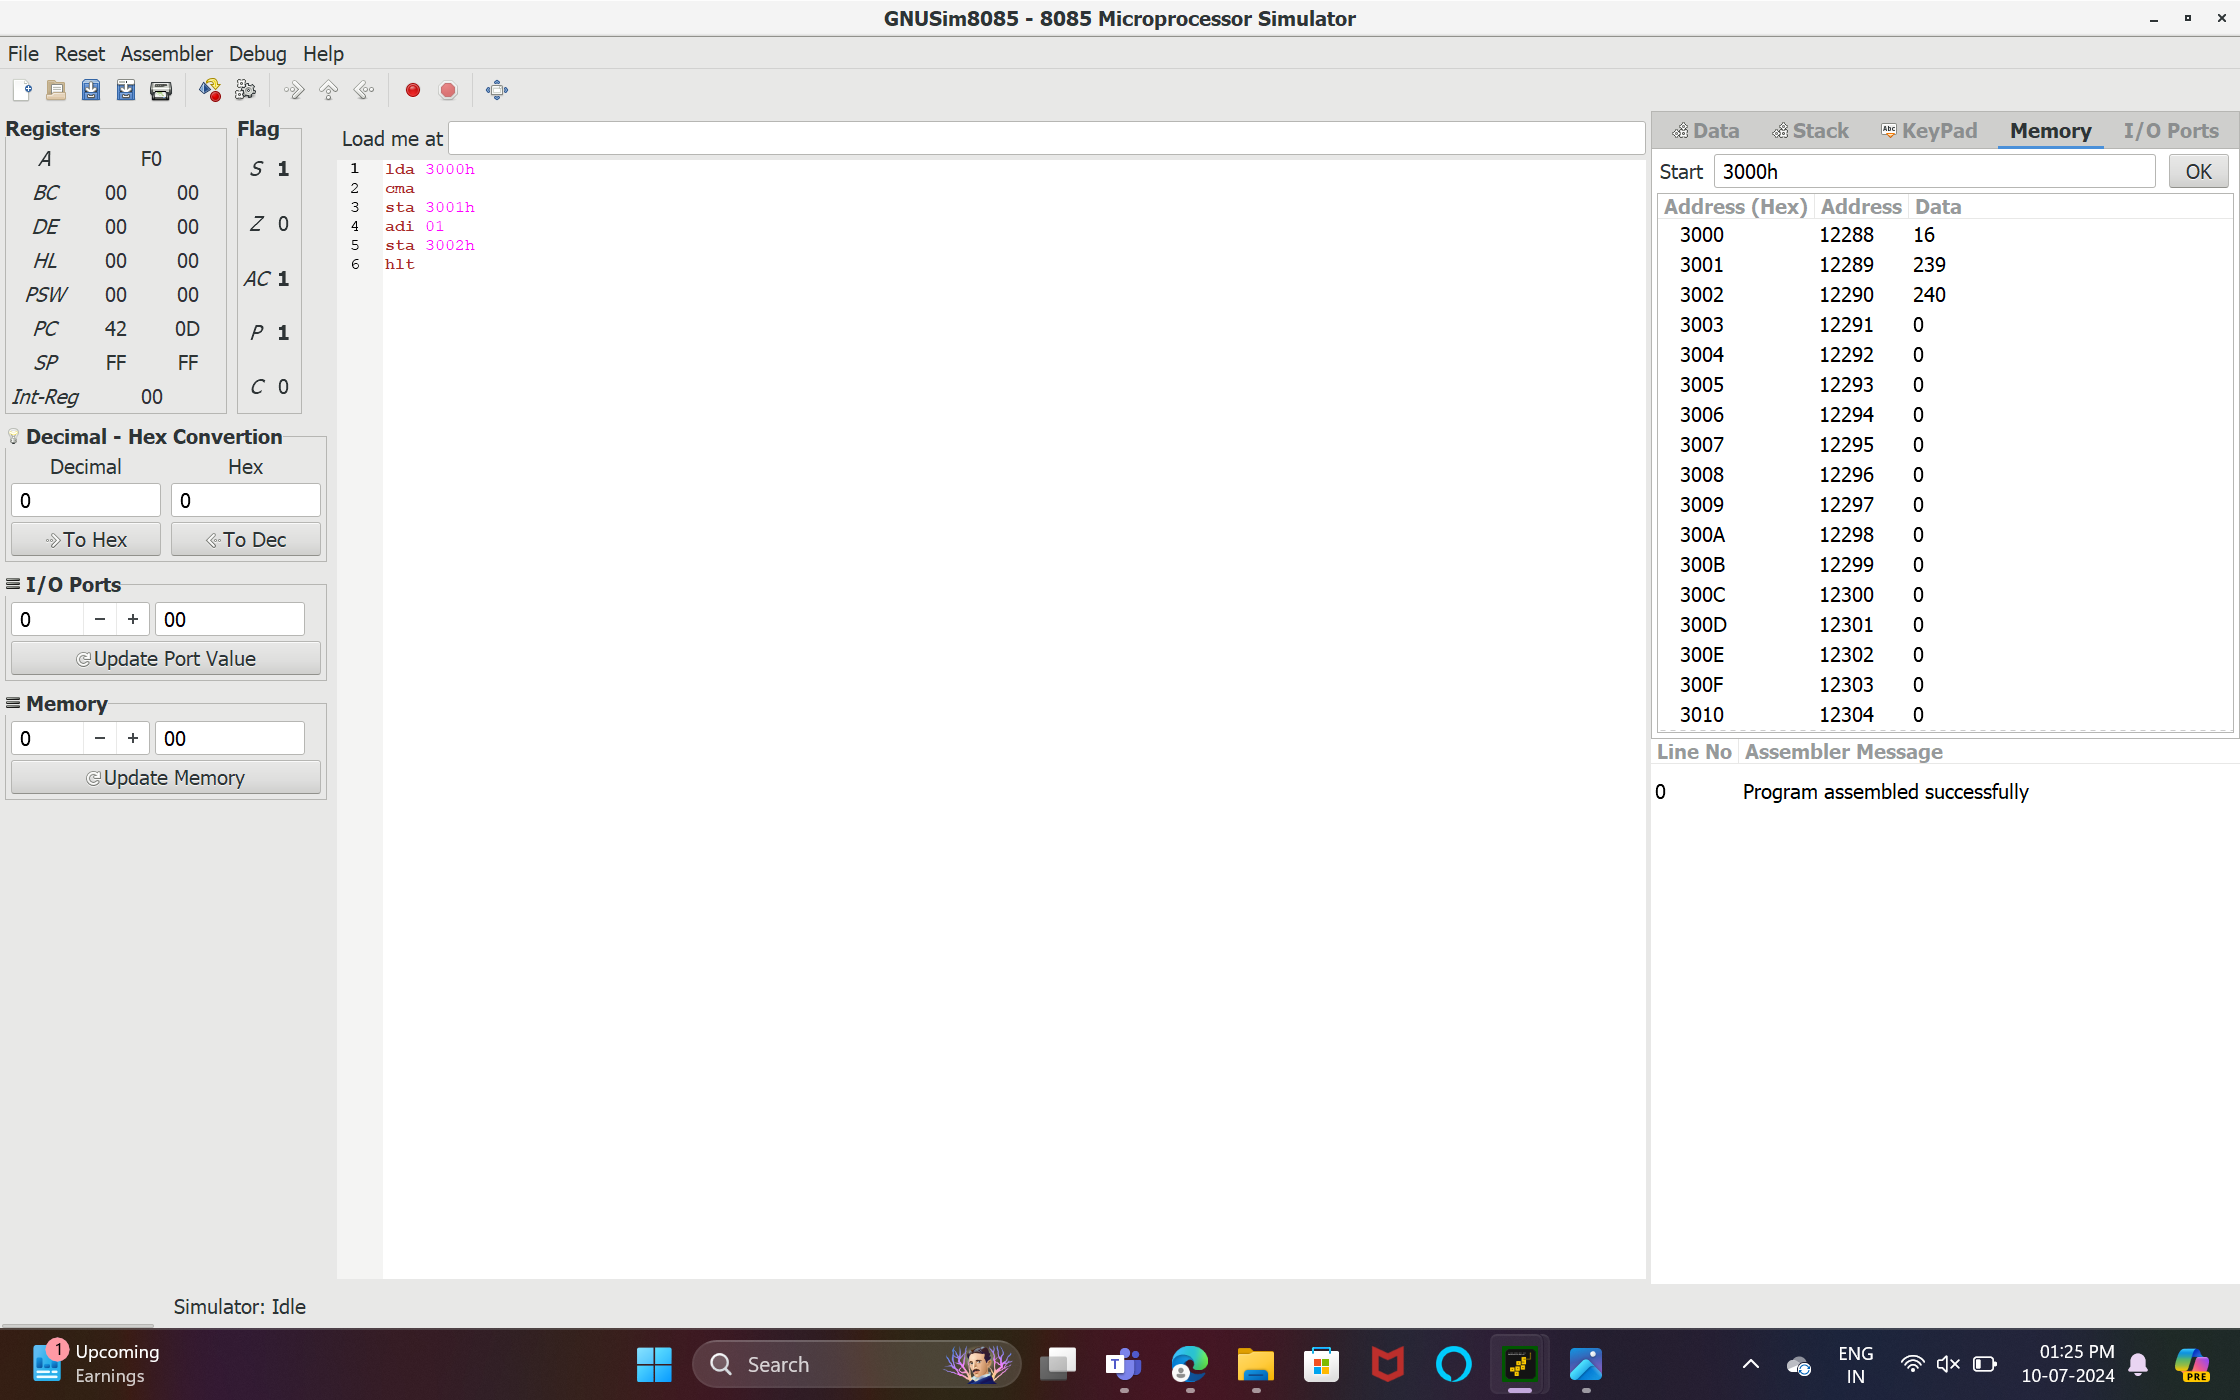 GNUSim8085 - 8085 Microprocessor Simulator
File Reset Assembler Debug Help
Registers
A F0
BC 00 00
DE 00 00
HL 00 00
PSW 00 00
PC 42 0D
SP FF FF
Int-Reg 00
Flag
S 1
Z 0
AC 1
P 1
C 0
Decimal - Hex Convertion
Decimal Hex
0 0
To Hex To Dec
I/O Ports
0 − + 00
Update Port Value
Memory
0 − + 00
Update Memory
Load me at
1 lda 3000h
2 cma
3 sta 3001h
4 adi 01
5 sta 3002h
6 hlt
Data Stack Abc KeyPad Memory I/O Ports
Start 3000h OK
Address (Hex) Address Data
3000 12288 16
3001 12289 239
3002 12290 240
3003 12291 0
3004 12292 0
3005 12293 0
3006 12294 0
3007 12295 0
3008 12296 0
3009 12297 0
300A 12298 0
300B 12299 0
300C 12300 0
300D 12301 0
300E 12302 0
300F 12303 0
3010 12304 0
Line No Assembler Message
0 Program assembled successfully
Simulator: Idle
1 Upcoming
Earnings
Search
T
ENG
IN
01:25 PM
10-07-2024
PRE